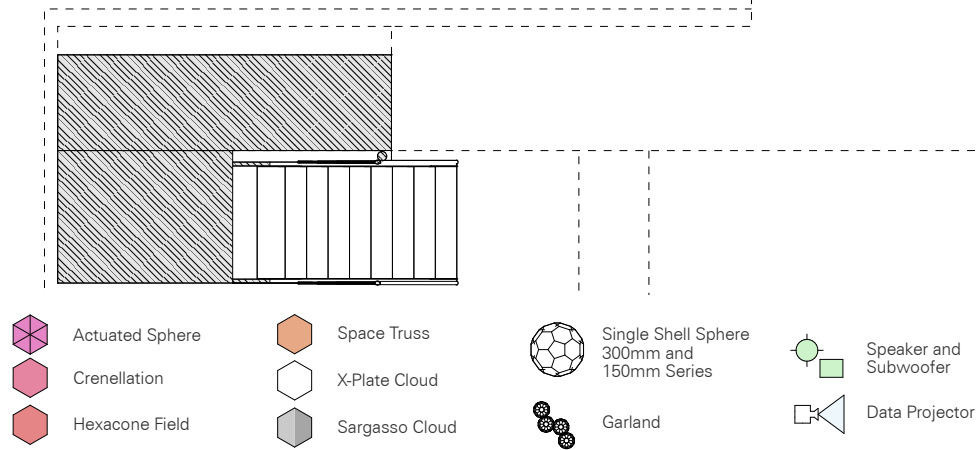 Actuated Sphere
Crenellation
Hexacone Field
Space Truss
X-Plate Cloud
Sargasso Cloud
Single Shell Sphere
300mm and
150mm Series
Garland
Speaker and
Subwoofer
Data Projector